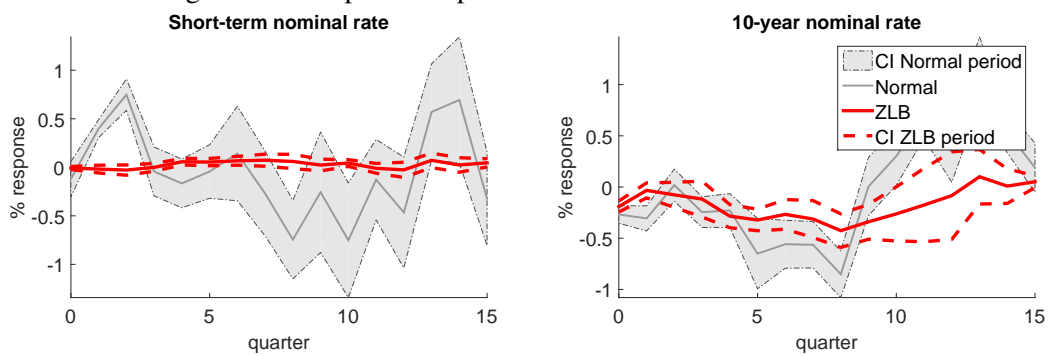 Short-term nominal rate
% response
1
0.5
0
-0.5
-1
0
5
10
15
quarter
10-year nominal rate
% response
1
0.5
0
-0.5
-1
0
5
10
15
quarter
CI Normal period
Normal
ZLB
CI ZLB period